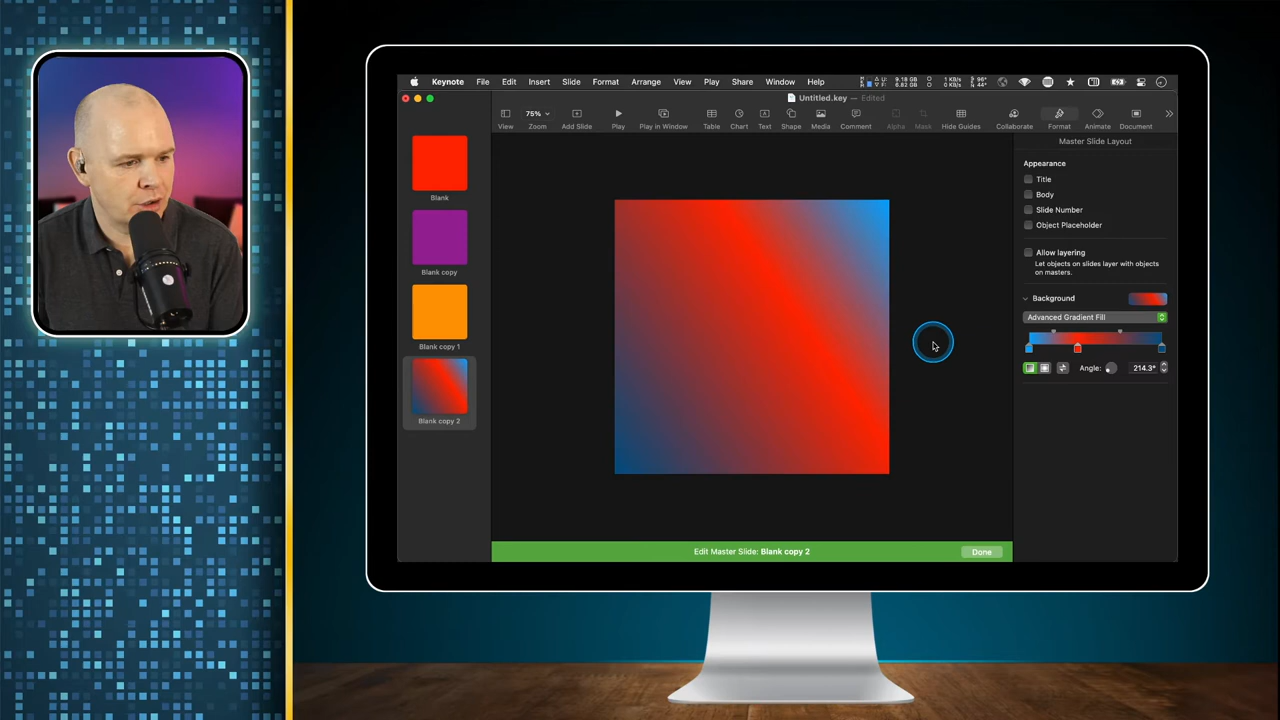 Keynote File Edit Insert Slide Format Arrange View Play Share Window Help
Untitled.key — Edited
75%
View Zoom Add Slide Play Play in Window Table Chart Text Shape Media Comment Alpha Mask Hide Guides Collaborate Format Animate Document
Master Slide Layout
Blank
Blank copy
Blank copy 1
Blank copy 2
Appearance
Title
Body
Slide Number
Object Placeholder
Allow layering
Let objects on slides layer with objects
on masters.
Background
Advanced Gradient Fill
Angle: 214.3°
Edit Master Slide: Blank copy 2
Done